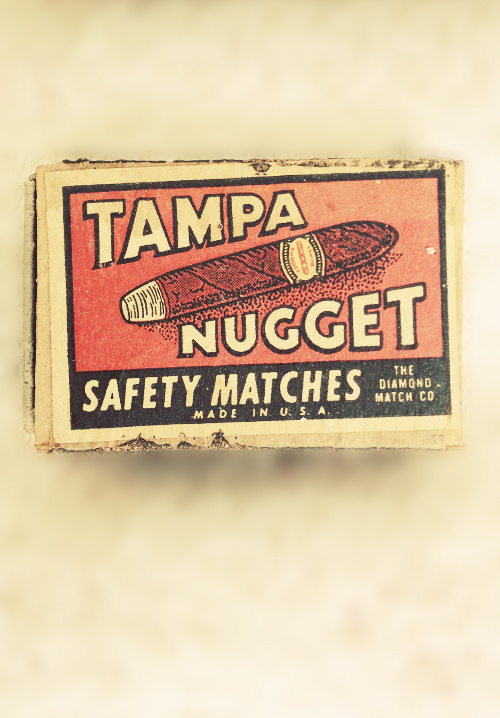 TAMPA
NUGGET
SAFETY MATCHES
MADE IN U.S.A.
THE
DIAMOND
MATCH CO.